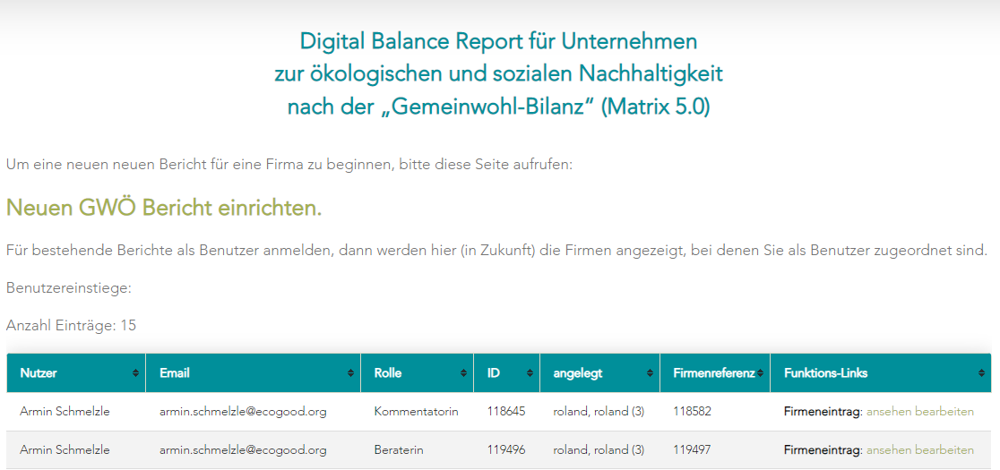 Digital Balance Report für Unternehmen
zur ökologischen und sozialen Nachhaltigkeit
nach der „Gemeinwohl-Bilanz“ (Matrix 5.0)
Um eine neuen neuen Bericht für eine Firma zu beginnen, bitte diese Seite aufrufen:
Neuen GWÖ Bericht einrichten.
Für bestehende Berichte als Benutzer anmelden, dann werden hier (in Zukunft) die Firmen angezeigt, bei denen Sie als Benutzer zugeordnet sind.
Benutzereinstiege:
Anzahl Einträge: 15
Nutzer Email Rolle ID angelegt Firmenreferenz Funktions-Links
Armin Schmelzle armin.schmelzle@ecogood.org Kommentatorin 118645 roland, roland (3) 118582 Firmeneintrag: ansehen bearbeiten
Armin Schmelzle armin.schmelzle@ecogood.org Beraterin 119496 roland, roland (3) 119497 Firmeneintrag: ansehen bearbeiten